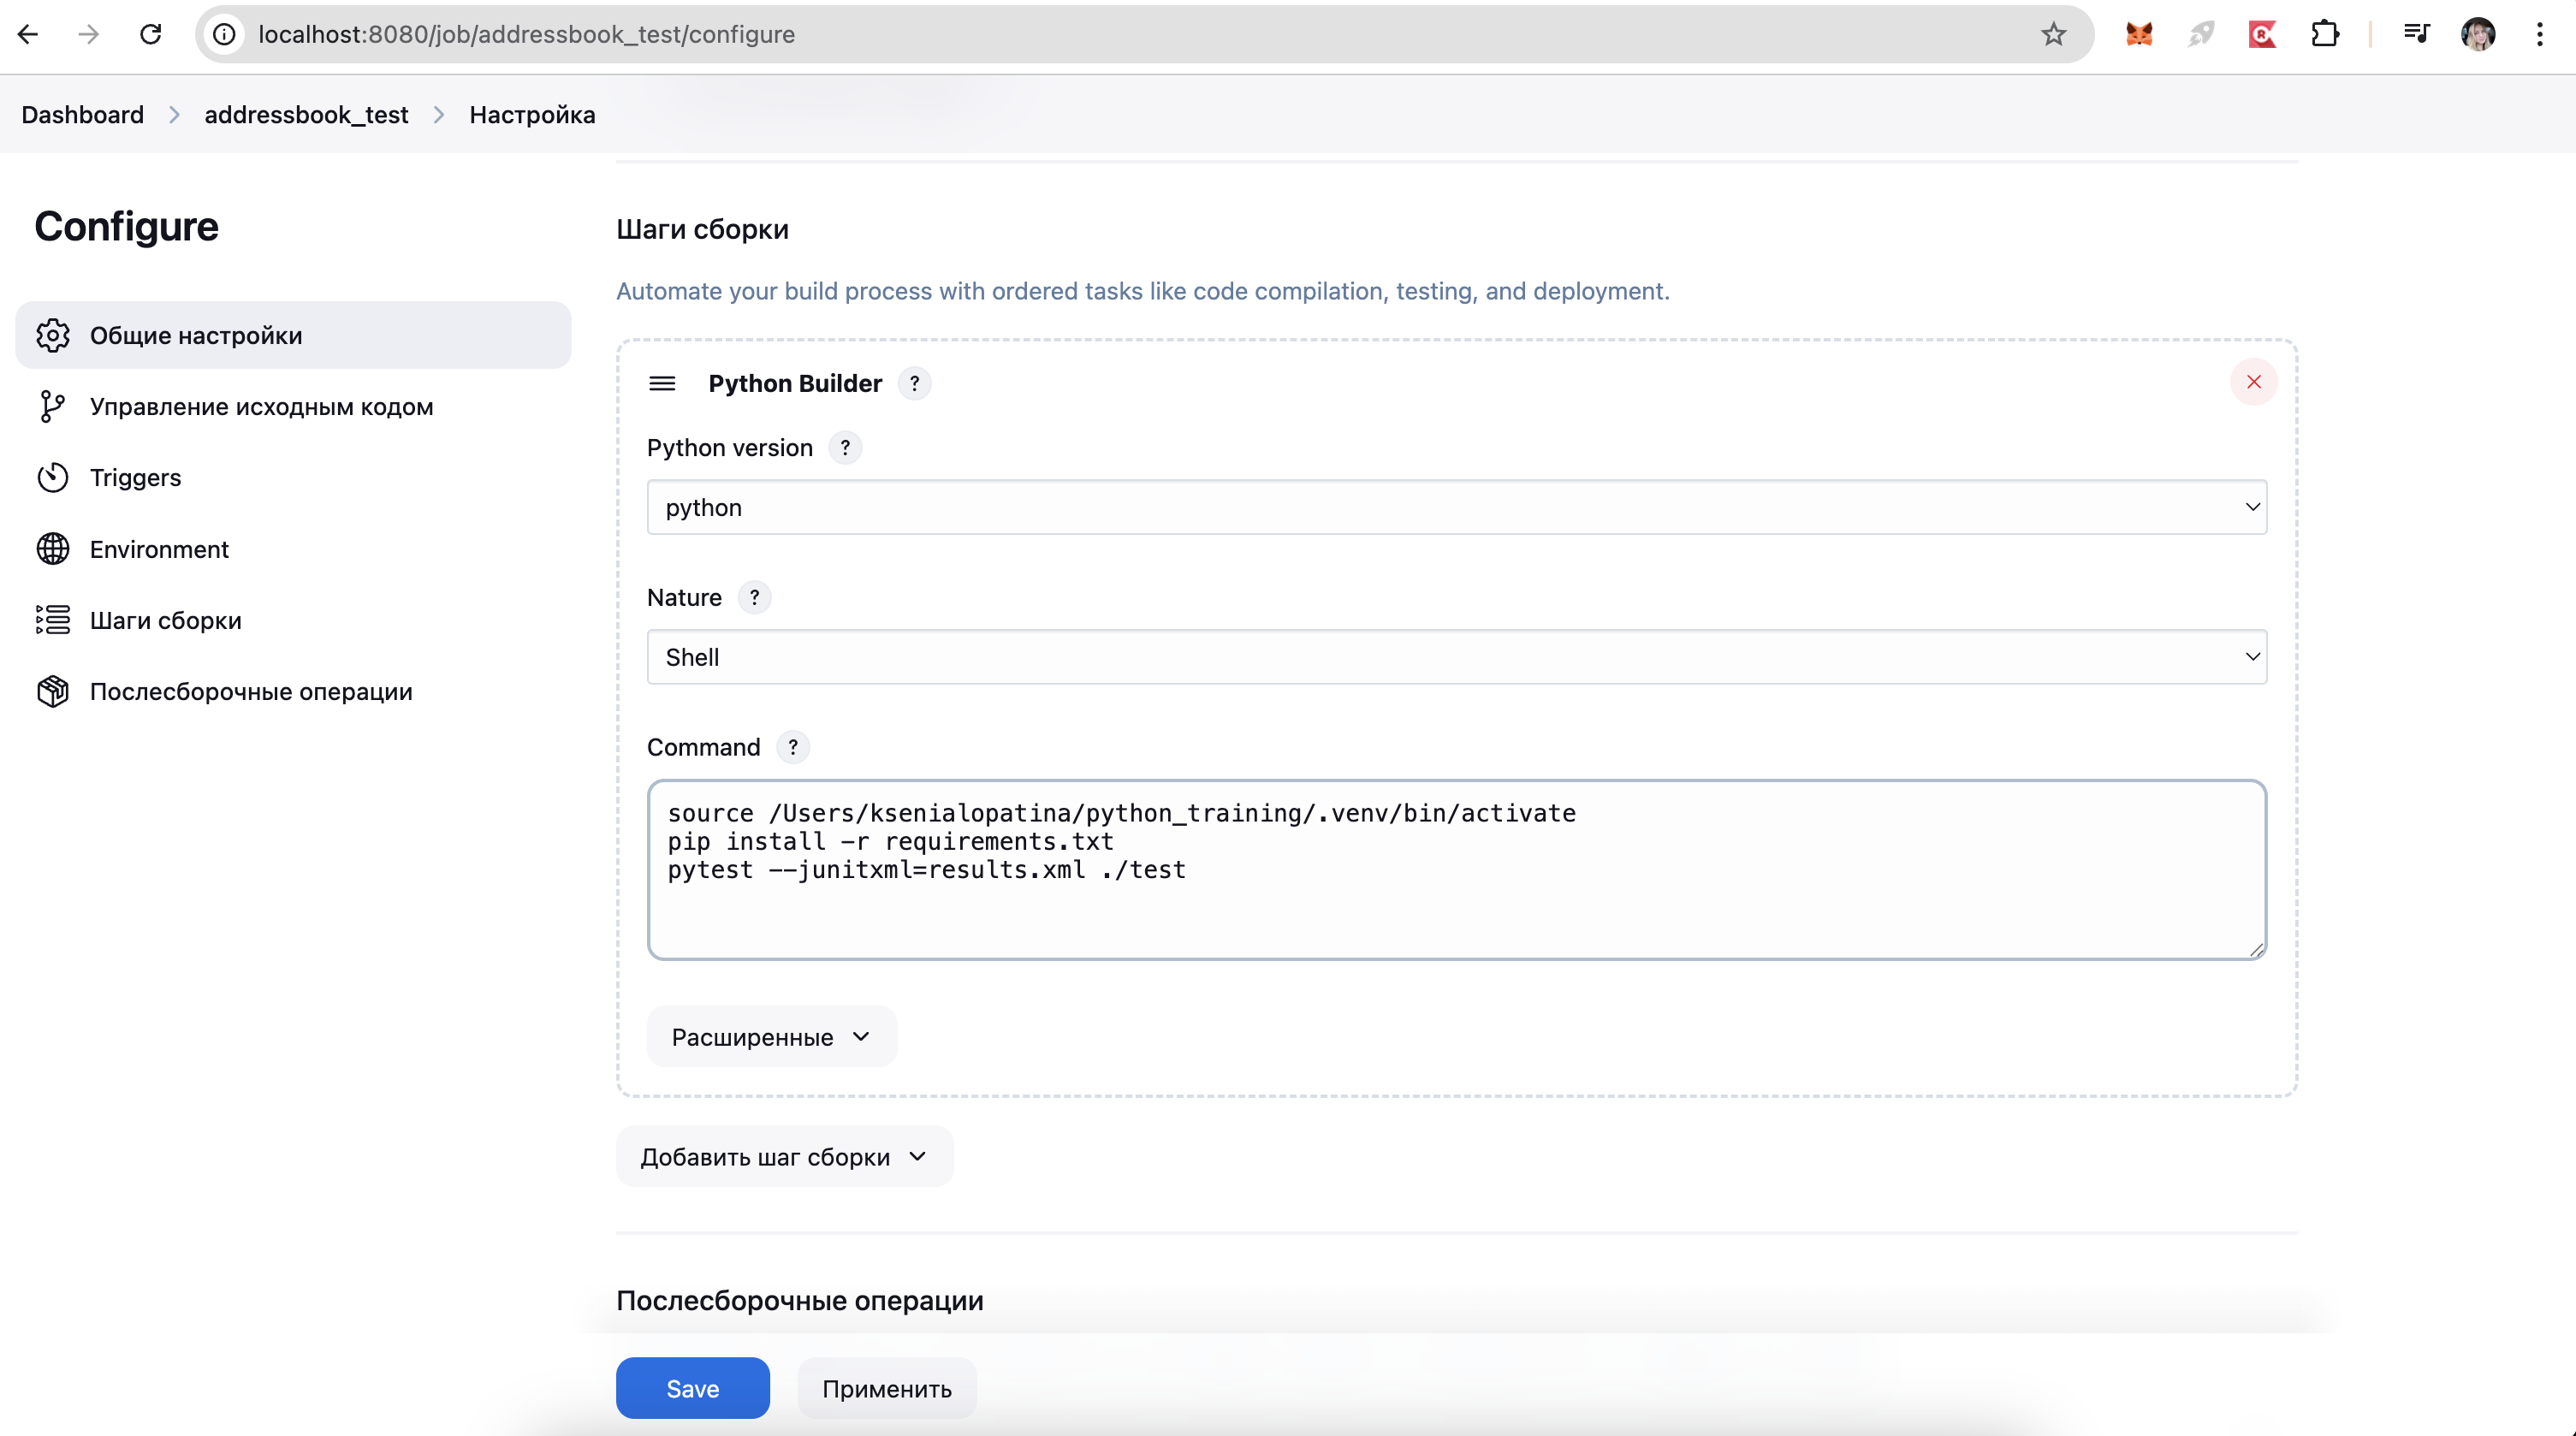 localhost:8080/job/addressbook_test/configure
Dashboard > addressbook_test > Настройка
Configure
Общие настройки
Управление исходным кодом
Triggers
Environment
Шаги сборки
Послесборочные операции
Шаги сборки
Automate your build process with ordered tasks like code compilation, testing, and deployment.
Python Builder ?
Python version ?
python
Nature ?
Shell
Command ?
source /Users/ksenialopatina/python_training/.venv/bin/activate
pip install -r requirements.txt
pytest --junitxml=results.xml ./test
Расширенные
Добавить шаг сборки
Послесборочные операции
Save
Применить